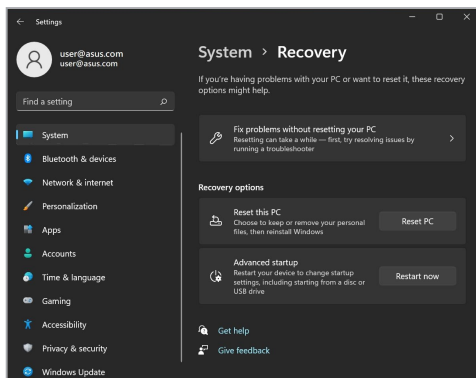 Settings
user@asus.com
user@asus.com
Find a setting
System
Bluetooth & devices
Network & internet
Personalization
Apps
Accounts
Time & language
Gaming
Accessibility
Privacy & security
Windows Update
System > Recovery
If you're having problems with your PC or want to reset it, these recovery
options might help.
Fix problems without resetting your PC
Resetting can take a while — first, try resolving issues by
running a troubleshooter
Recovery options
Reset this PC
Choose to keep or remove your personal
files, then reinstall Windows
Reset PC
Advanced startup
Restart your device to change startup
settings, including starting from a disc or
USB drive
Restart now
Get help
Give feedback